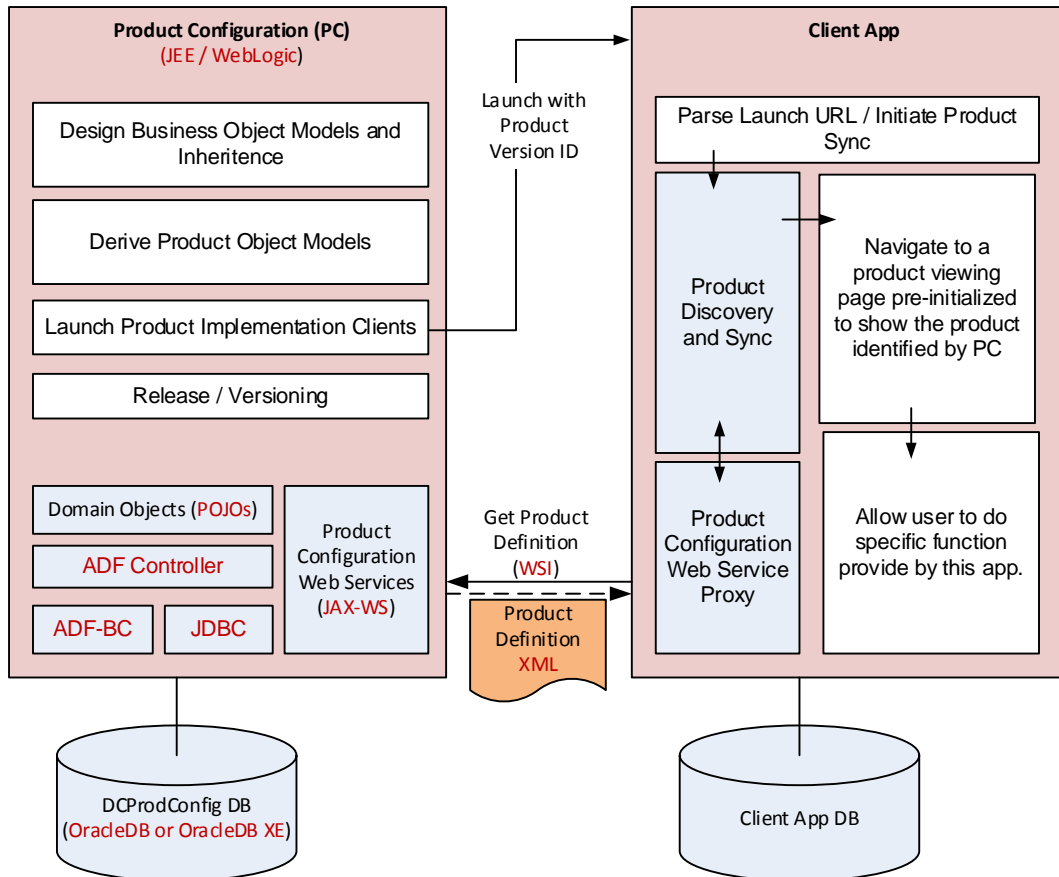 Product Configuration (PC)
(JEE / WebLogic)
Design Business Object Models and
Inheritence
Derive Product Object Models
Launch Product Implementation Clients
Release / Versioning
Domain Objects (POJOs)
ADF Controller
ADF-BC
JDBC
Product
Configuration
Web Services
(JAX-WS)
DCProdConfig DB
(OracleDB or OracleDB XE)
Launch with
Product
Version ID
Get Product
Definition
(WSI)
Product
Definition
XML
Client App
Parse Launch URL / Initiate Product
Sync
Product
Discovery
and Sync
Navigate to a
product viewing
page pre-initialized
to show the product
identified by PC
Product
Configuration
Web Service
Proxy
Allow user to do
specific function
provide by this app.
Client App DB